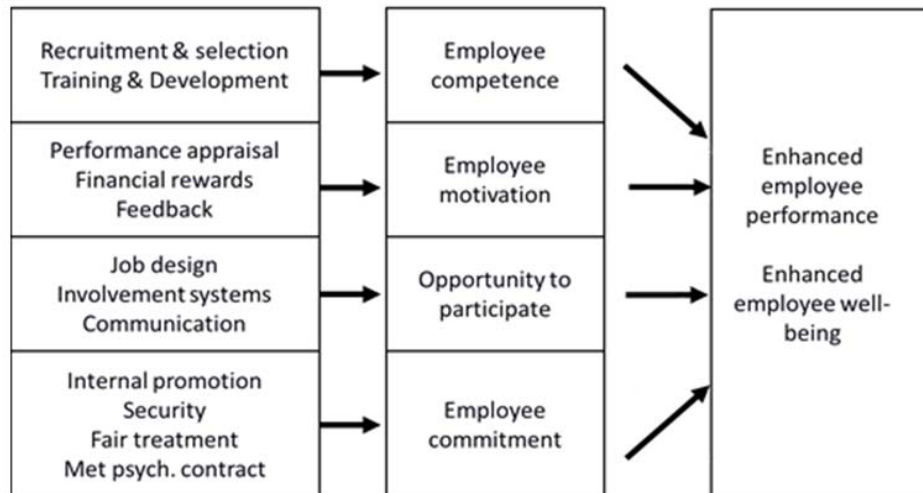 Recruitment & selection
Training & Development
Employee
competence
Performance appraisal
Financial rewards
Feedback
Employee
motivation
Job design
Involvement systems
Communication
Opportunity to
participate
Internal promotion
Security
Fair treatment
Met psych. contract
Employee
commitment
Enhanced
employee
performance
Enhanced
employee well-
being